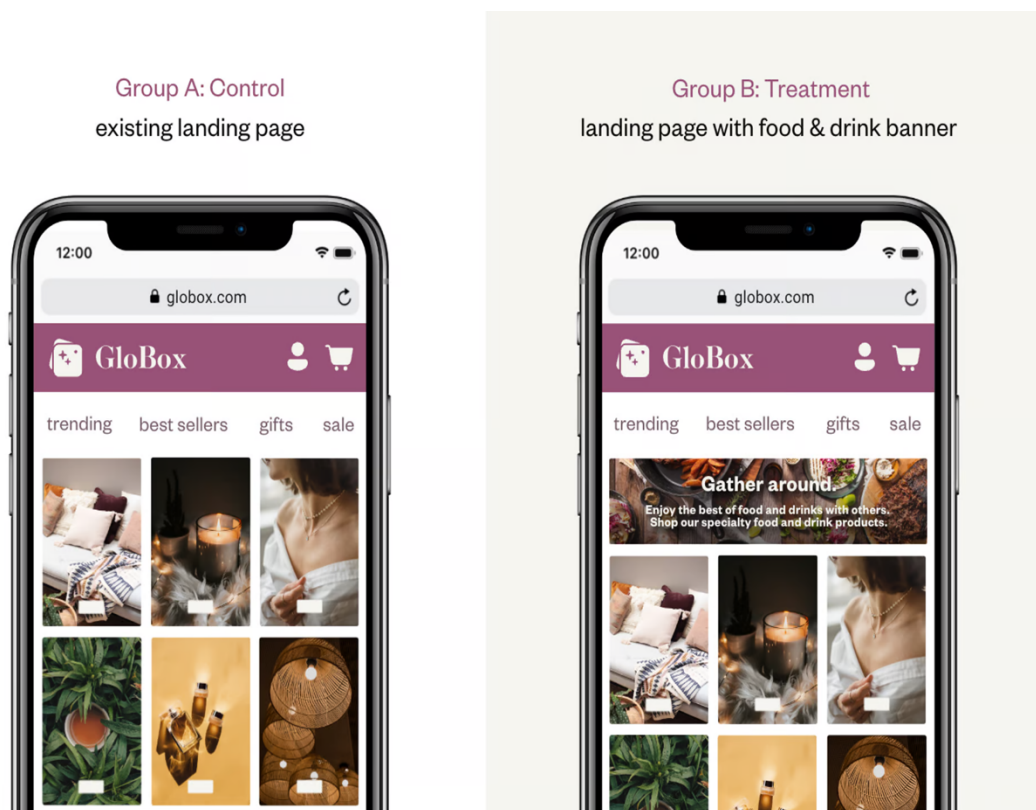 Group A: Control
existing landing page
12:00
globox.com
GloBox
trending best sellers gifts sale
Group B: Treatment
landing page with food & drink banner
12:00
globox.com
GloBox
trending best sellers gifts sale
Gather around.
Enjoy the best of food and drinks with others.
Shop our specialty food and drink products.